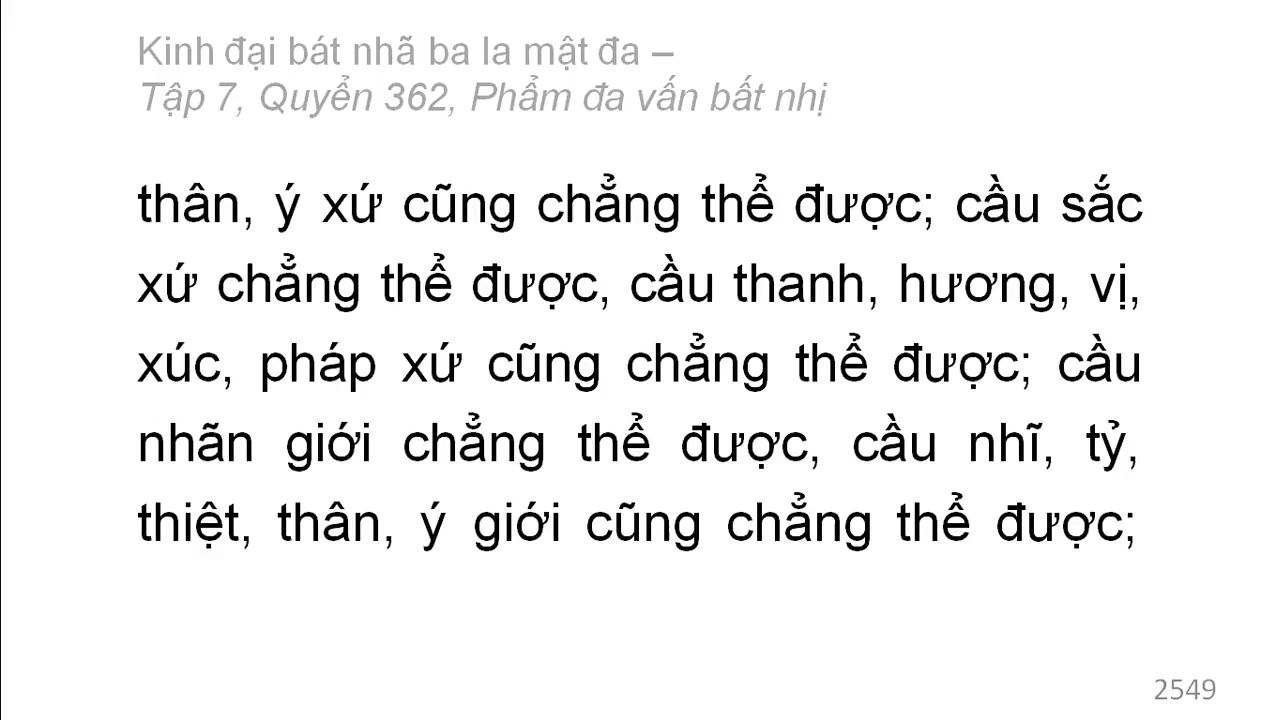 Kinh đại bát nhã ba la mật đa –
Tập 7, Quyển 362, Phẩm đa vấn bất nhị
thân, ý xứ cũng chẳng thể được; cầu sắc
xứ chẳng thể được, cầu thanh, hương, vị,
xúc, pháp xứ cũng chẳng thể được; cầu
nhãn giới chẳng thể được, cầu nhĩ, tỷ,
thiệt, thân, ý giới cũng chẳng thể được;
2549